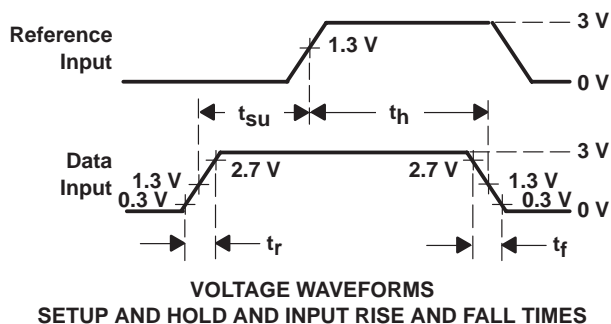 Reference
Input
1.3 V
3 V
0 V
tsu
th
Data
Input
1.3 V
0.3 V
2.7 V
2.7 V
3 V
1.3 V
0.3 V
0 V
tr
tf
VOLTAGE WAVEFORMS
SETUP AND HOLD AND INPUT RISE AND FALL TIMES